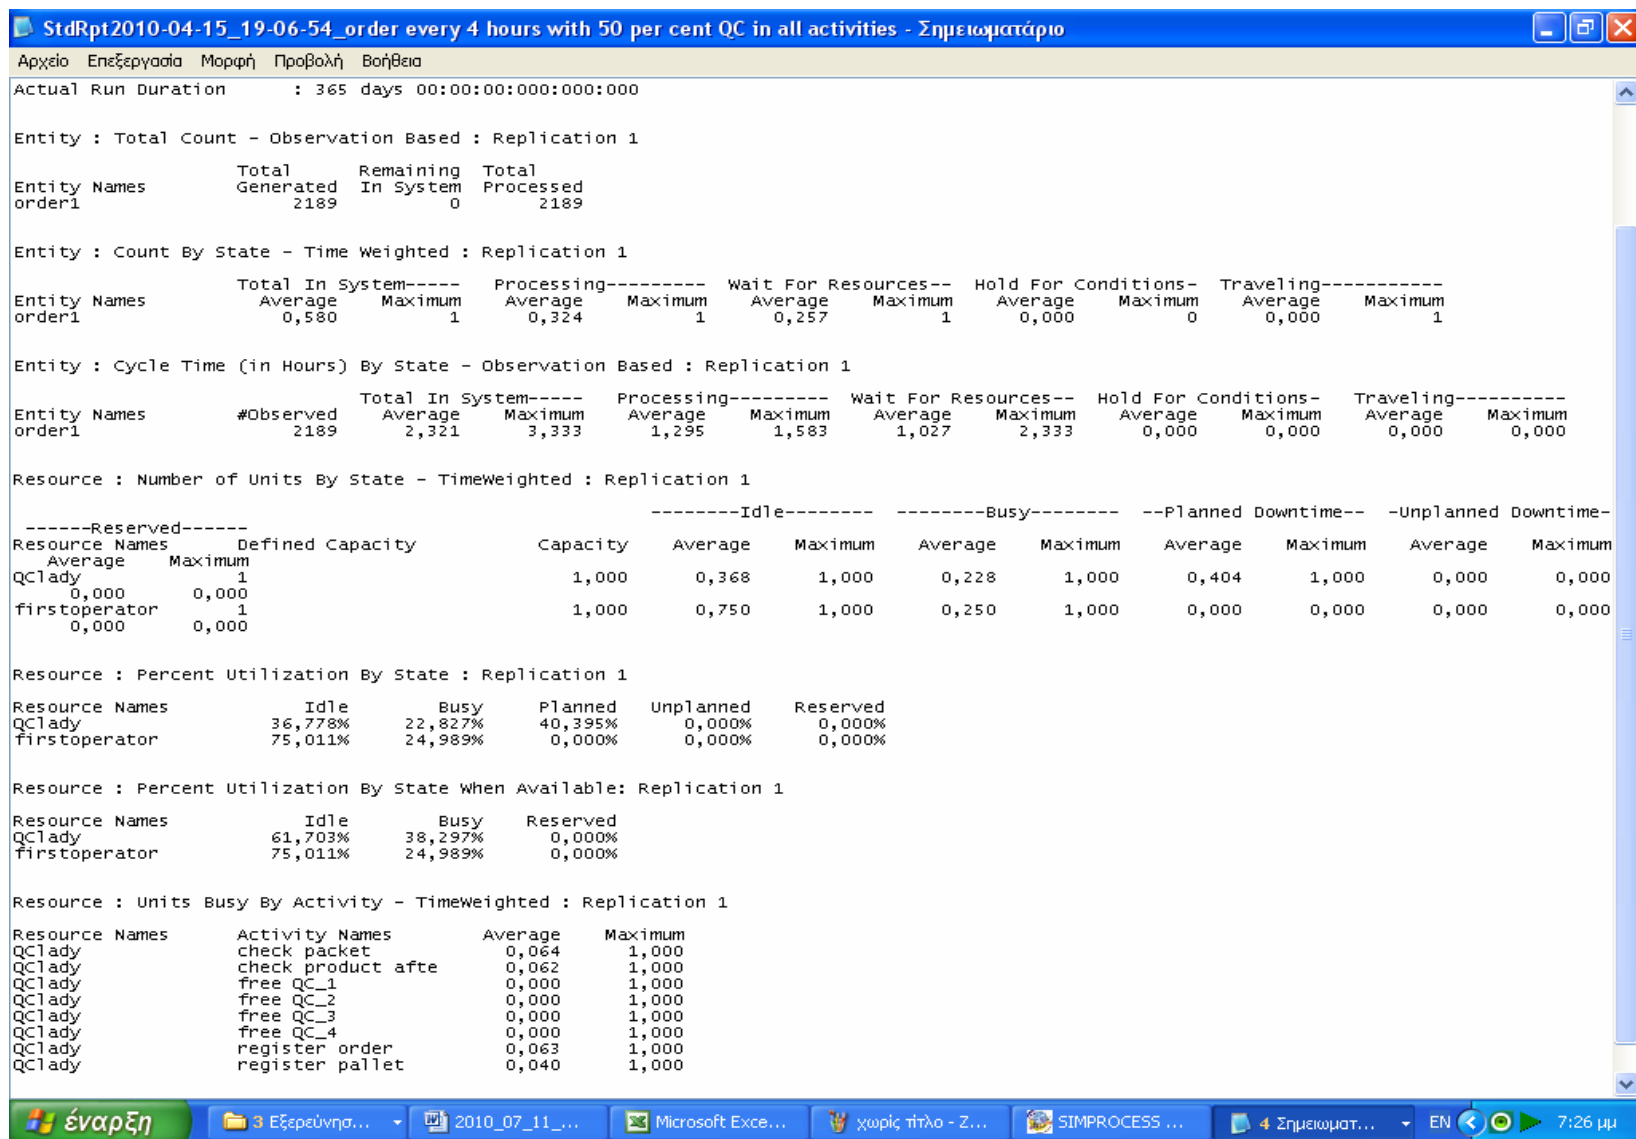 StdRpt2010-04-15_19-06-54_order every 4 hours with 50 per cent QC in all activities - Σημειωματάριο
Αρχείο Επεξεργασία Μορφή Προβολή Βοήθεια
Actual Run Duration : 365 days 00:00:00:000:000:000
Entity : Total Count - Observation Based : Replication 1
Total Remaining Total
Entity Names Generated In System Processed
order1 2189 0 2189
Entity : Count By State - Time Weighted : Replication 1
Total In System----- Processing--------- Wait For Resources-- Hold For Conditions- Traveling-----------
Entity Names Average Maximum Average Maximum Average Maximum Average Maximum Average Maximum
order1 0,580 1 0,324 1 0,257 1 0,000 0 0,000 1
Entity : Cycle Time (in Hours) By State - Observation Based : Replication 1
Total In System----- Processing--------- Wait For Resources-- Hold For Conditions- Traveling----------
Entity Names #Observed Average Maximum Average Maximum Average Maximum Average Maximum Average Maximum
order1 2189 2,321 3,333 1,295 1,583 1,027 2,333 0,000 0,000 0,000 0,000
Resource : Number of Units By State - TimeWeighted : Replication 1
--------Idle-------- --------Busy-------- --Planned Downtime-- -Unplanned Downtime-
------Reserved------
Resource Names Defined Capacity Capacity Average Maximum Average Maximum Average Maximum Average Maximum
Average Maximum
QClady 1 1,000 0,368 1,000 0,228 1,000 0,404 1,000 0,000 0,000
0,000 0,000
firstoperator 1 1,000 0,750 1,000 0,250 1,000 0,000 0,000 0,000 0,000
0,000 0,000
Resource : Percent Utilization By State : Replication 1
Resource Names Idle Busy Planned Unplanned Reserved
QClady 36,778% 22,827% 40,395% 0,000% 0,000%
firstoperator 75,011% 24,989% 0,000% 0,000% 0,000%
Resource : Percent Utilization By State When Available: Replication 1
Resource Names Idle Busy Reserved
QClady 61,703% 38,297% 0,000%
firstoperator 75,011% 24,989% 0,000%
Resource : Units Busy By Activity - TimeWeighted : Replication 1
Resource Names Activity Names Average Maximum
QClady check packet 0,064 1,000
QClady check product afte 0,062 1,000
QClady free QC_1 0,000 1,000
QClady free QC_2 0,000 1,000
QClady free QC_3 0,000 1,000
QClady free QC_4 0,000 1,000
QClady register order 0,063 1,000
QClady register pallet 0,040 1,000
έναρξη 3 Εξερεύνησ... 2010_07_11_... Microsoft Exce... χωρίς τίτλο - Ζ... SIMPROCESS ... 4 Σημειωματ... EN 7:26 μμ